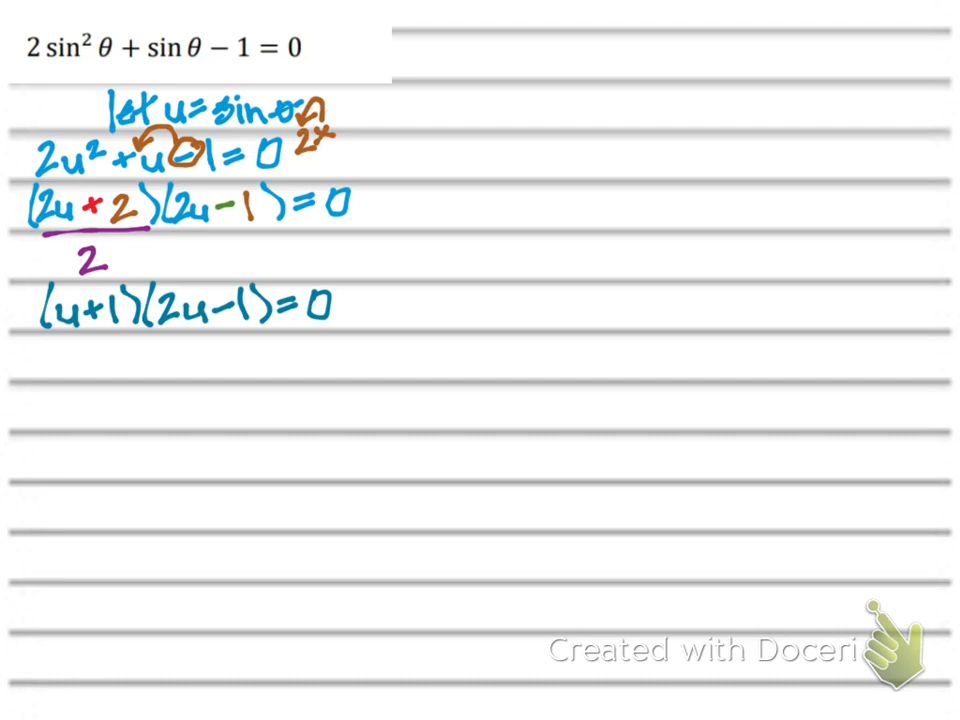 2 sin² θ + sin θ − 1 = 0
let u = sin θ
2u² + u − 1 = 0
(2u + 2)(2u − 1) = 0
2
(u + 1)(2u − 1) = 0
Created with Doceri